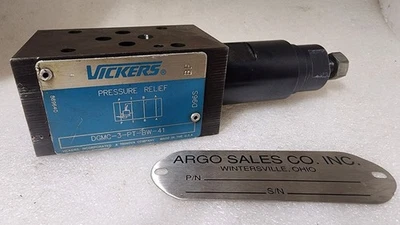 VICKERS
PRESSURE RELIEF
DGMC-3-PT-BW-41
ARGO SALES CO. INC.
WINTERSVILLE, OHIO
P/N
S/N